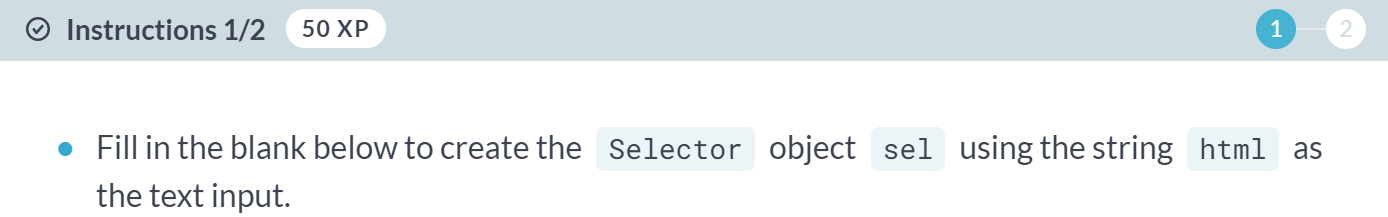 Instructions 1/2 50 XP 1 2
Fill in the blank below to create the Selector object sel using the string html as
the text input.